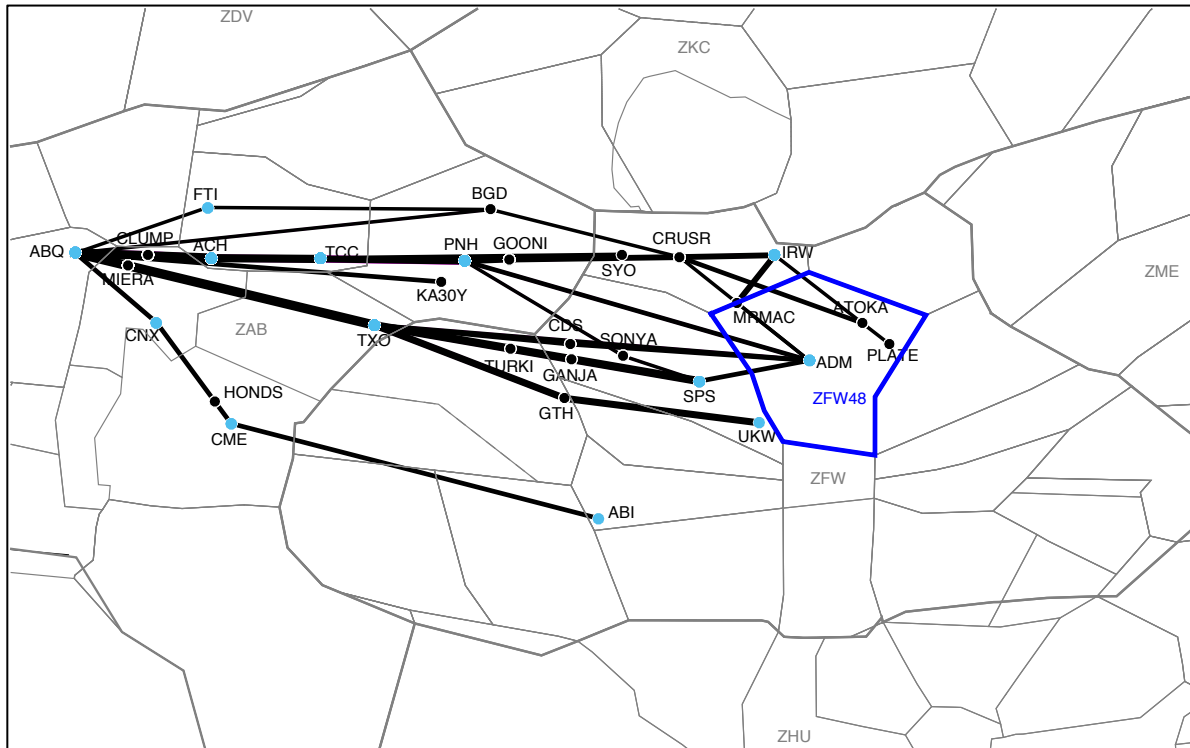 ZDV
ZKC
FTI
BGD
ABQ
CLUMP
ACH
TCC
PNH
GOONI
SYO
CRUSR
IRW
MIERA
KA30Y
MRMAC
ATOKA
ZME
CNX
ZAB
TXO
CDS
SONYA
PLATE
TURKI
GANJA
ADM
SPS
HONDS
GTH
ZFW48
CME
UKW
ZFW
ABI
ZHU